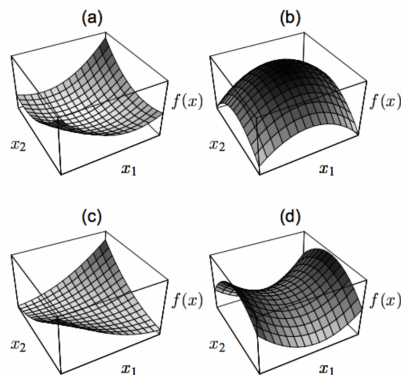 (a) (b)
f(x) f(x)
x₂ x₁ x₂ x₁
(c) (d)
f(x) f(x)
x₂ x₁ x₂ x₁